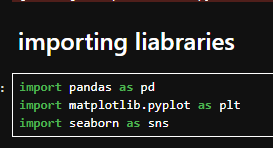 importing liabraries
import pandas as pd
import matplotlib.pyplot as plt
import seaborn as sns